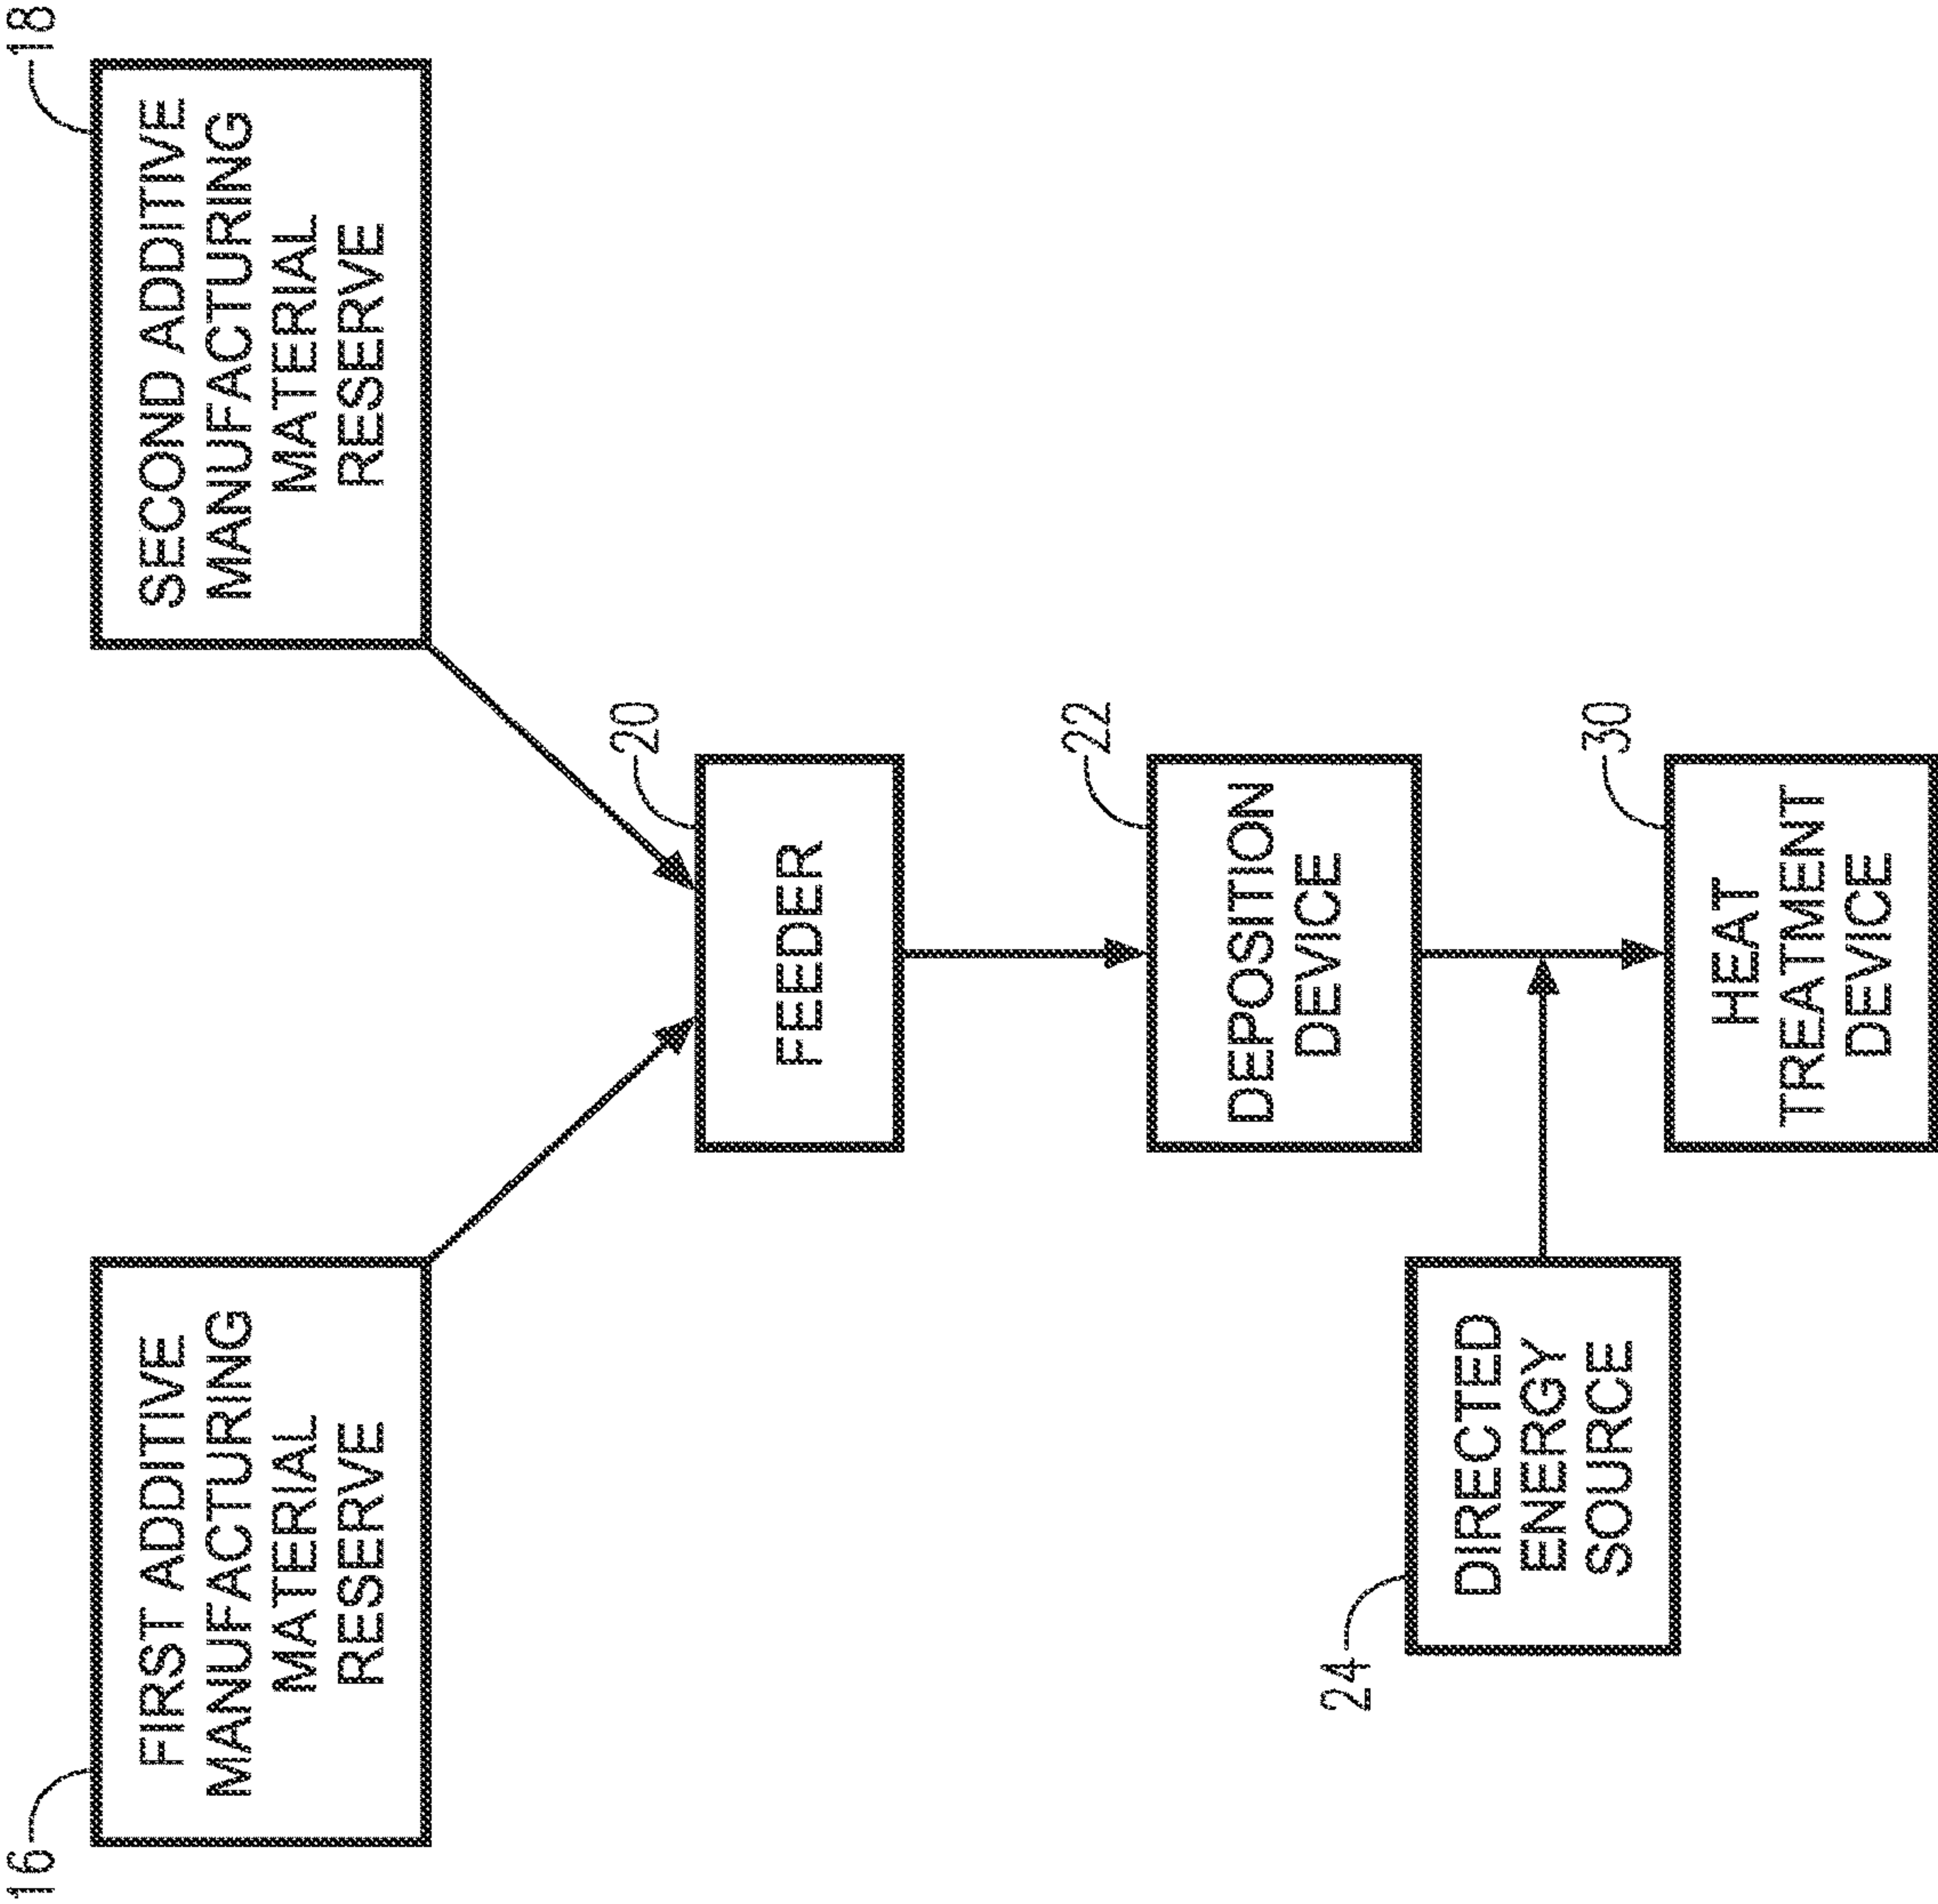 16
FIRST ADDITIVE
MANUFACTURING
MATERIAL
RESERVE
18
SECOND ADDITIVE
MANUFACTURING
MATERIAL
RESERVE
20
FEEDER
22
DEPOSITION
DEVICE
24
DIRECTED
ENERGY
SOURCE
30
HEAT
TREATMENT
DEVICE